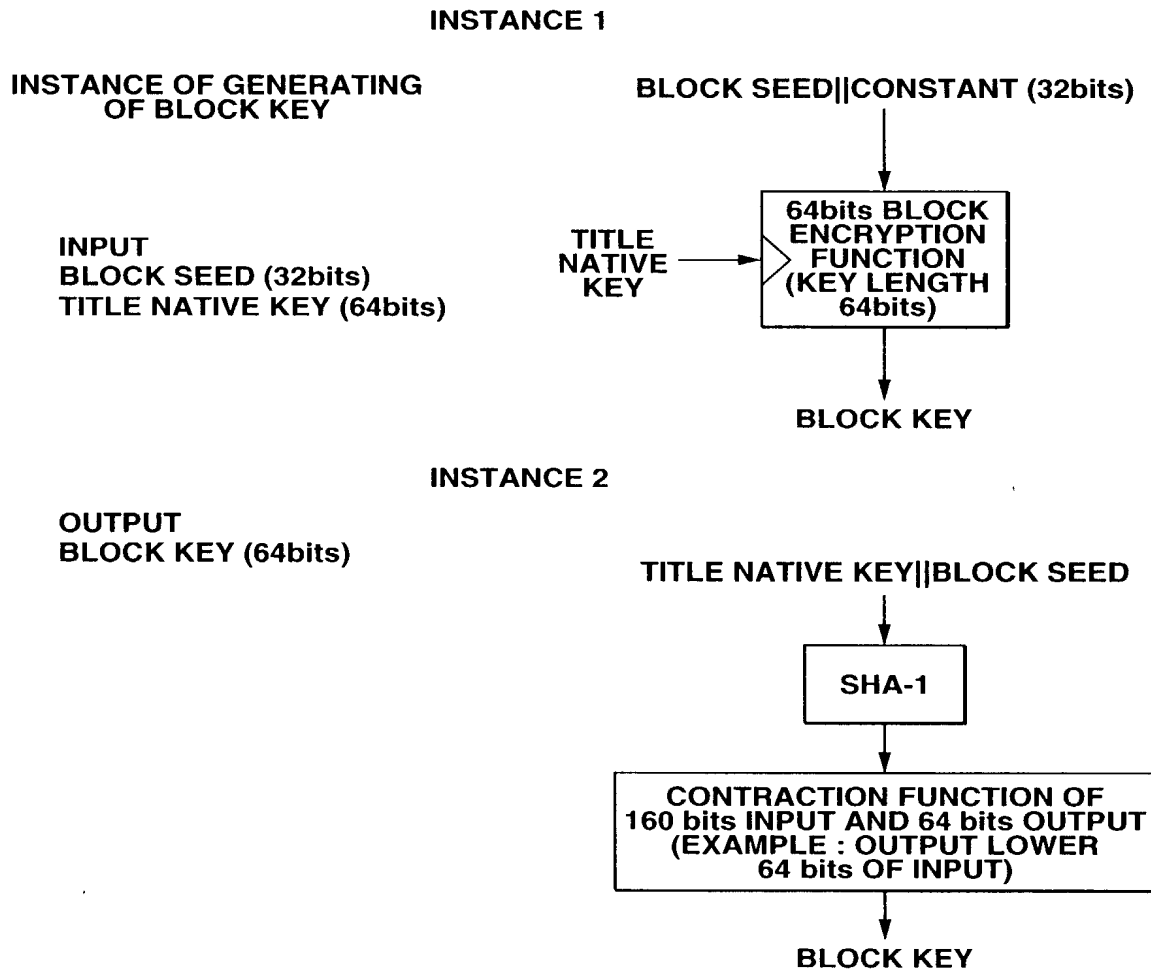 INSTANCE 1
INSTANCE OF GENERATING
OF BLOCK KEY
BLOCK SEED||CONSTANT (32bits)
INPUT
BLOCK SEED (32bits)
TITLE NATIVE KEY (64bits)
TITLE
NATIVE
KEY
64bits BLOCK
ENCRYPTION
FUNCTION
(KEY LENGTH
64bits)
BLOCK KEY
INSTANCE 2
OUTPUT
BLOCK KEY (64bits)
TITLE NATIVE KEY||BLOCK SEED
SHA-1
CONTRACTION FUNCTION OF
160 bits INPUT AND 64 bits OUTPUT
(EXAMPLE : OUTPUT LOWER
64 bits OF INPUT)
BLOCK KEY